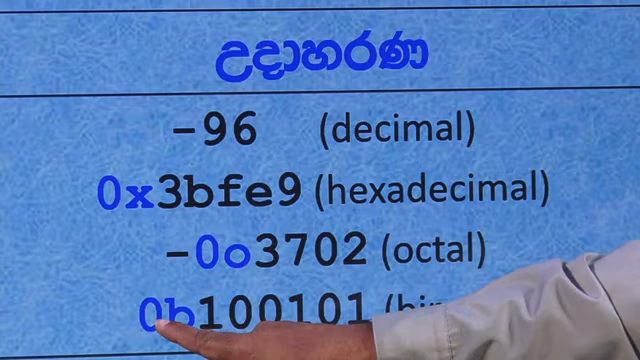 උදාහරණ
-96 (decimal)
0x3bfe9 (hexadecimal)
-0o3702 (octal)
0b100101